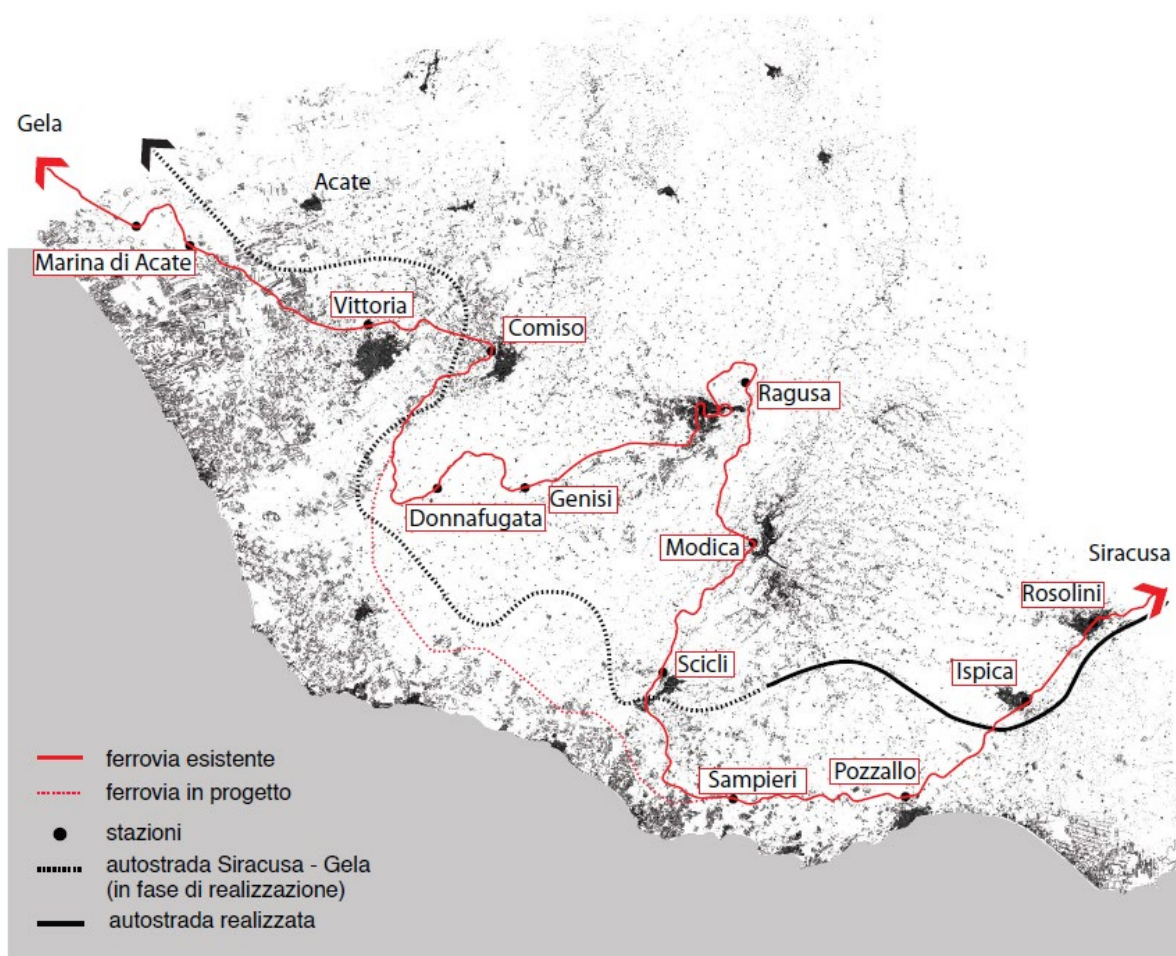 Gela
Acate
Marina di Acate
Vittoria
Comiso
Ragusa
Donnafugata
Genisi
Modica
Siracusa
Rosolini
Scicli
Ispica
Sampieri
Pozzallo
ferrovia esistente
ferrovia in progetto
stazioni
autostrada Siracusa - Gela
(in fase di realizzazione)
autostrada realizzata